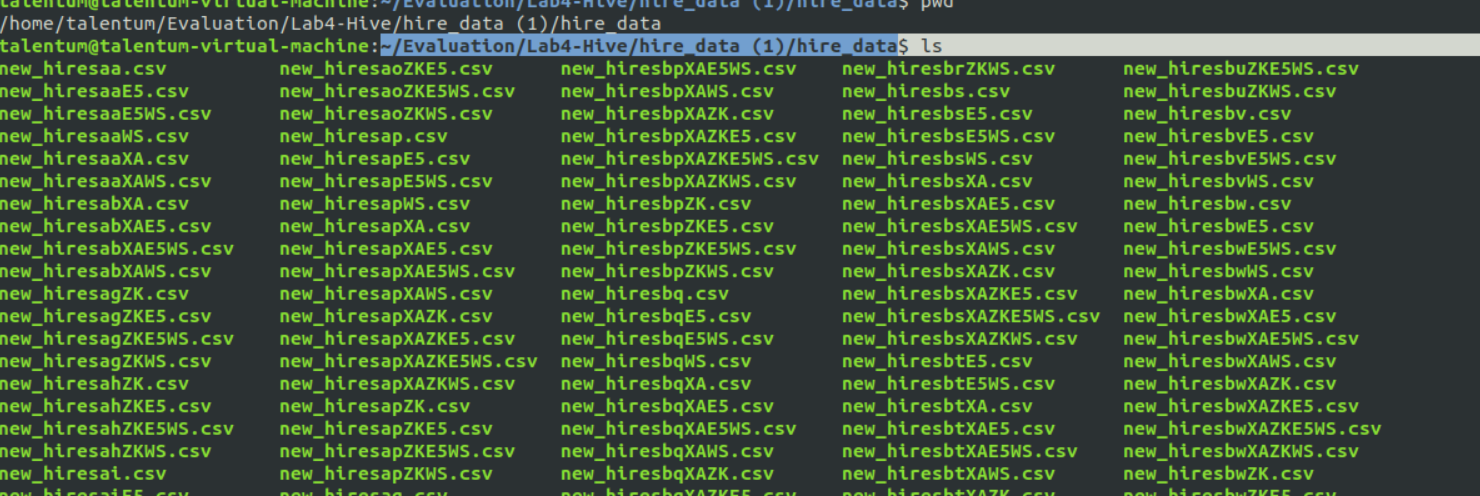 talentum@talentum-virtual-machine:~/Evaluation/Lab4-Hive/hire_data (1)/hire_data$ pwd
/home/talentum/Evaluation/Lab4-Hive/hire_data (1)/hire_data
talentum@talentum-virtual-machine:~/Evaluation/Lab4-Hive/hire_data (1)/hire_data$ ls
new_hiresaa.csv new_hiresaoZKE5.csv new_hiresbpXAE5WS.csv new_hiresbrZKWS.csv new_hiresbuZKE5WS.csv
new_hiresaaE5.csv new_hiresaoZKE5WS.csv new_hiresbpXAWS.csv new_hiresbs.csv new_hiresbuZKWS.csv
new_hiresaaE5WS.csv new_hiresaoZKWS.csv new_hiresbpXAZK.csv new_hiresbsE5.csv new_hiresbv.csv
new_hiresaaWS.csv new_hiresap.csv new_hiresbpXAZKE5.csv new_hiresbsE5WS.csv new_hiresbvE5.csv
new_hiresaaXA.csv new_hiresapE5.csv new_hiresbpXAZKE5WS.csv new_hiresbsWS.csv new_hiresbvE5WS.csv
new_hiresaaXAWS.csv new_hiresapE5WS.csv new_hiresbpXAZKWS.csv new_hiresbsXA.csv new_hiresbvWS.csv
new_hiresabXA.csv new_hiresapWS.csv new_hiresbpZK.csv new_hiresbsXAE5.csv new_hiresbw.csv
new_hiresabXAE5.csv new_hiresapXA.csv new_hiresbpZKE5.csv new_hiresbsXAE5WS.csv new_hiresbwE5.csv
new_hiresabXAE5WS.csv new_hiresapXAE5.csv new_hiresbpZKE5WS.csv new_hiresbsXAWS.csv new_hiresbwE5WS.csv
new_hiresabXAWS.csv new_hiresapXAE5WS.csv new_hiresbpZKWS.csv new_hiresbsXAZK.csv new_hiresbwWS.csv
new_hiresagZK.csv new_hiresapXAWS.csv new_hiresbq.csv new_hiresbsXAZKE5.csv new_hiresbwXA.csv
new_hiresagZKE5.csv new_hiresapXAZK.csv new_hiresbqE5.csv new_hiresbsXAZKE5WS.csv new_hiresbwXAE5.csv
new_hiresagZKE5WS.csv new_hiresapXAZKE5.csv new_hiresbqE5WS.csv new_hiresbsXAZKWS.csv new_hiresbwXAE5WS.csv
new_hiresagZKWS.csv new_hiresapXAZKE5WS.csv new_hiresbqWS.csv new_hiresbtE5.csv new_hiresbwXAWS.csv
new_hiresahZK.csv new_hiresapXAZKWS.csv new_hiresbqXA.csv new_hiresbtE5WS.csv new_hiresbwXAZK.csv
new_hiresahZKE5.csv new_hiresapZK.csv new_hiresbqXAE5.csv new_hiresbtXA.csv new_hiresbwXAZKE5.csv
new_hiresahZKE5WS.csv new_hiresapZKE5.csv new_hiresbqXAE5WS.csv new_hiresbtXAE5.csv new_hiresbwXAZKE5WS.csv
new_hiresahZKWS.csv new_hiresapZKE5WS.csv new_hiresbqXAWS.csv new_hiresbtXAE5WS.csv new_hiresbwXAZKWS.csv
new_hiresai.csv new_hiresapZKWS.csv new_hiresbqXAZK.csv new_hiresbtXAWS.csv new_hiresbwZK.csv